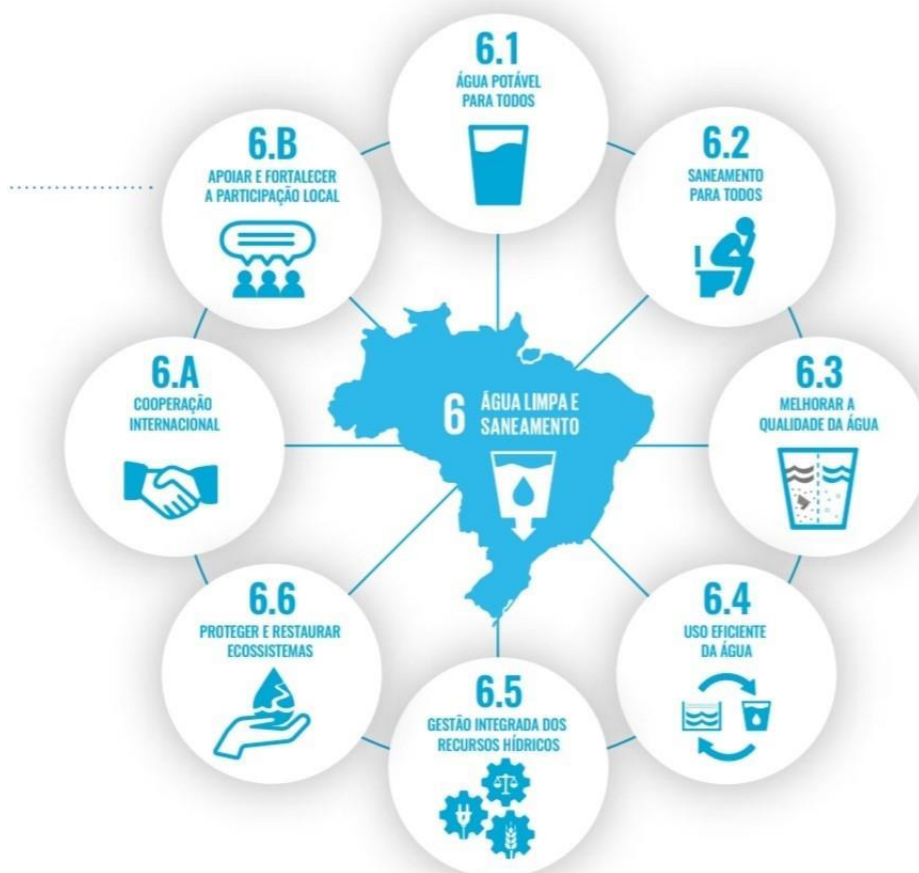 6.1
ÁGUA POTÁVEL
PARA TODOS
6.2
SANEAMENTO
PARA TODOS
6.3
MELHORAR A
QUALIDADE DA ÁGUA
6.4
USO EFICIENTE
DA ÁGUA
6.5
GESTÃO INTEGRADA DOS
RECURSOS HÍDRICOS
6.6
PROTEGER E RESTAURAR
ECOSSISTEMAS
6.A
COOPERAÇÃO
INTERNACIONAL
6.B
APOIAR E FORTALECER
A PARTICIPAÇÃO LOCAL
6 ÁGUA LIMPA E
SANEAMENTO